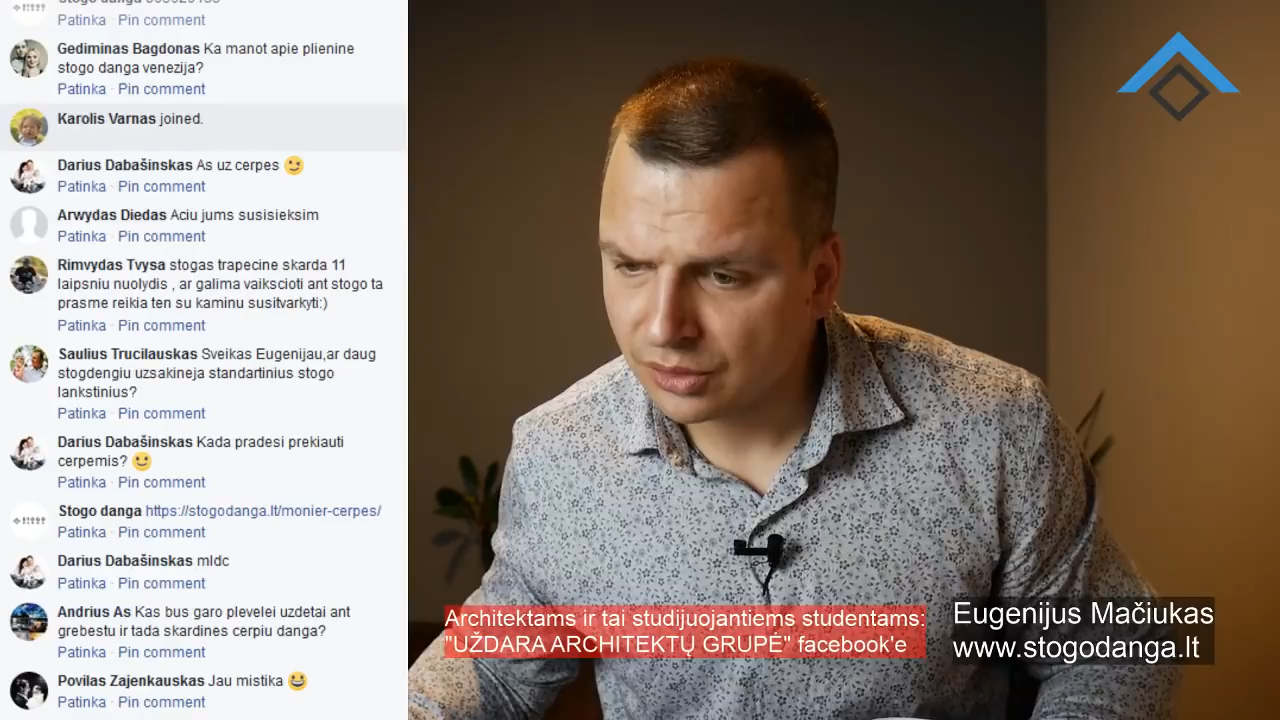 Stogo danga
Patinka · Pin comment
Gediminas Bagdonas Ka manot apie plienine
stogo danga venezija?
Patinka · Pin comment
Karolis Varnas joined.
Darius Dabašinskas As uz cerpes 😉
Patinka · Pin comment
Arwydas Diedas Aciu jums susisieksim
Patinka · Pin comment
Rimvydas Tvysa stogas trapecine skarda 11
laipsniu nuolydis , ar galima vaikscioti ant stogo ta
prasme reikia ten su kaminu susitvarkyti:)
Patinka · Pin comment
Saulius Trucilauskas Sveikas Eugenijau,ar daug
stogdengiu uzsakineja standartinius stogo
lankstinius?
Patinka · Pin comment
Darius Dabašinskas Kada pradesi prekiauti
cerpemis? 🙂
Patinka · Pin comment
Stogo danga https://stogodanga.lt/monier-cerpes/
Patinka · Pin comment
Darius Dabašinskas mldc
Patinka · Pin comment
Andrius As Kas bus garo plevelei uzdetai ant
grebestu ir tada skardines cerpiu danga?
Patinka · Pin comment
Povilas Zajenkauskas Jau mistika 😃
Patinka · Pin comment
Architektams ir tai studijuojantiems studentams:
"UŽDARA ARCHITEKTŲ GRUPĖ" facebook'e
Eugenijus Mačiukas
www.stogodanga.lt